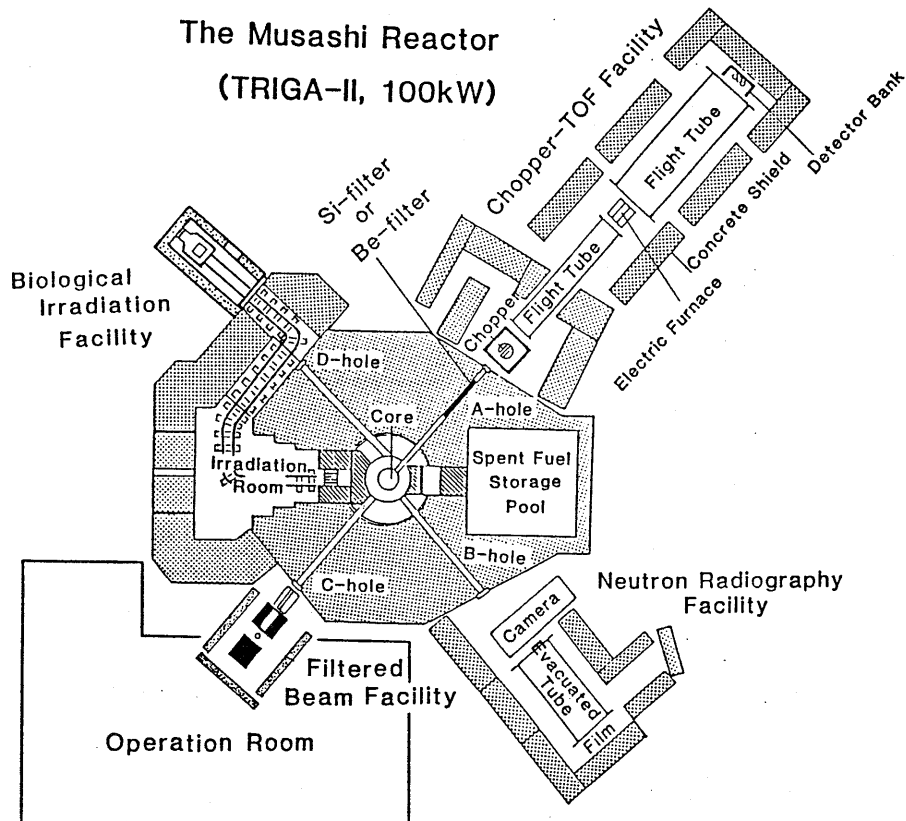 The Musashi Reactor
(TRIGA-II, 100kW)
Chopper-TOF Facility
Detector Bank
Flight Tube
Concrete Shield
Si-filter
or
Be-filter
Flight Tube
Chopper
Electric Furnace
Biological
Irradiation
Facility
D-hole
A-hole
Core
Spent Fuel
Storage
Pool
Irradiation
Room
B-hole
C-hole
Neutron Radiography
Facility
Camera
Evacuated
Tube
Film
Filtered
Beam Facility
Operation Room